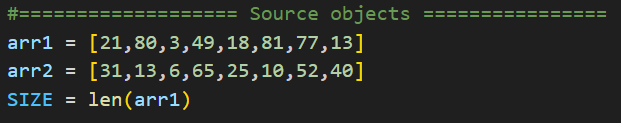 #=================== Source objects ================
arr1 = [21,80,3,49,18,81,77,13]
arr2 = [31,13,6,65,25,10,52,40]
SIZE = len(arr1)